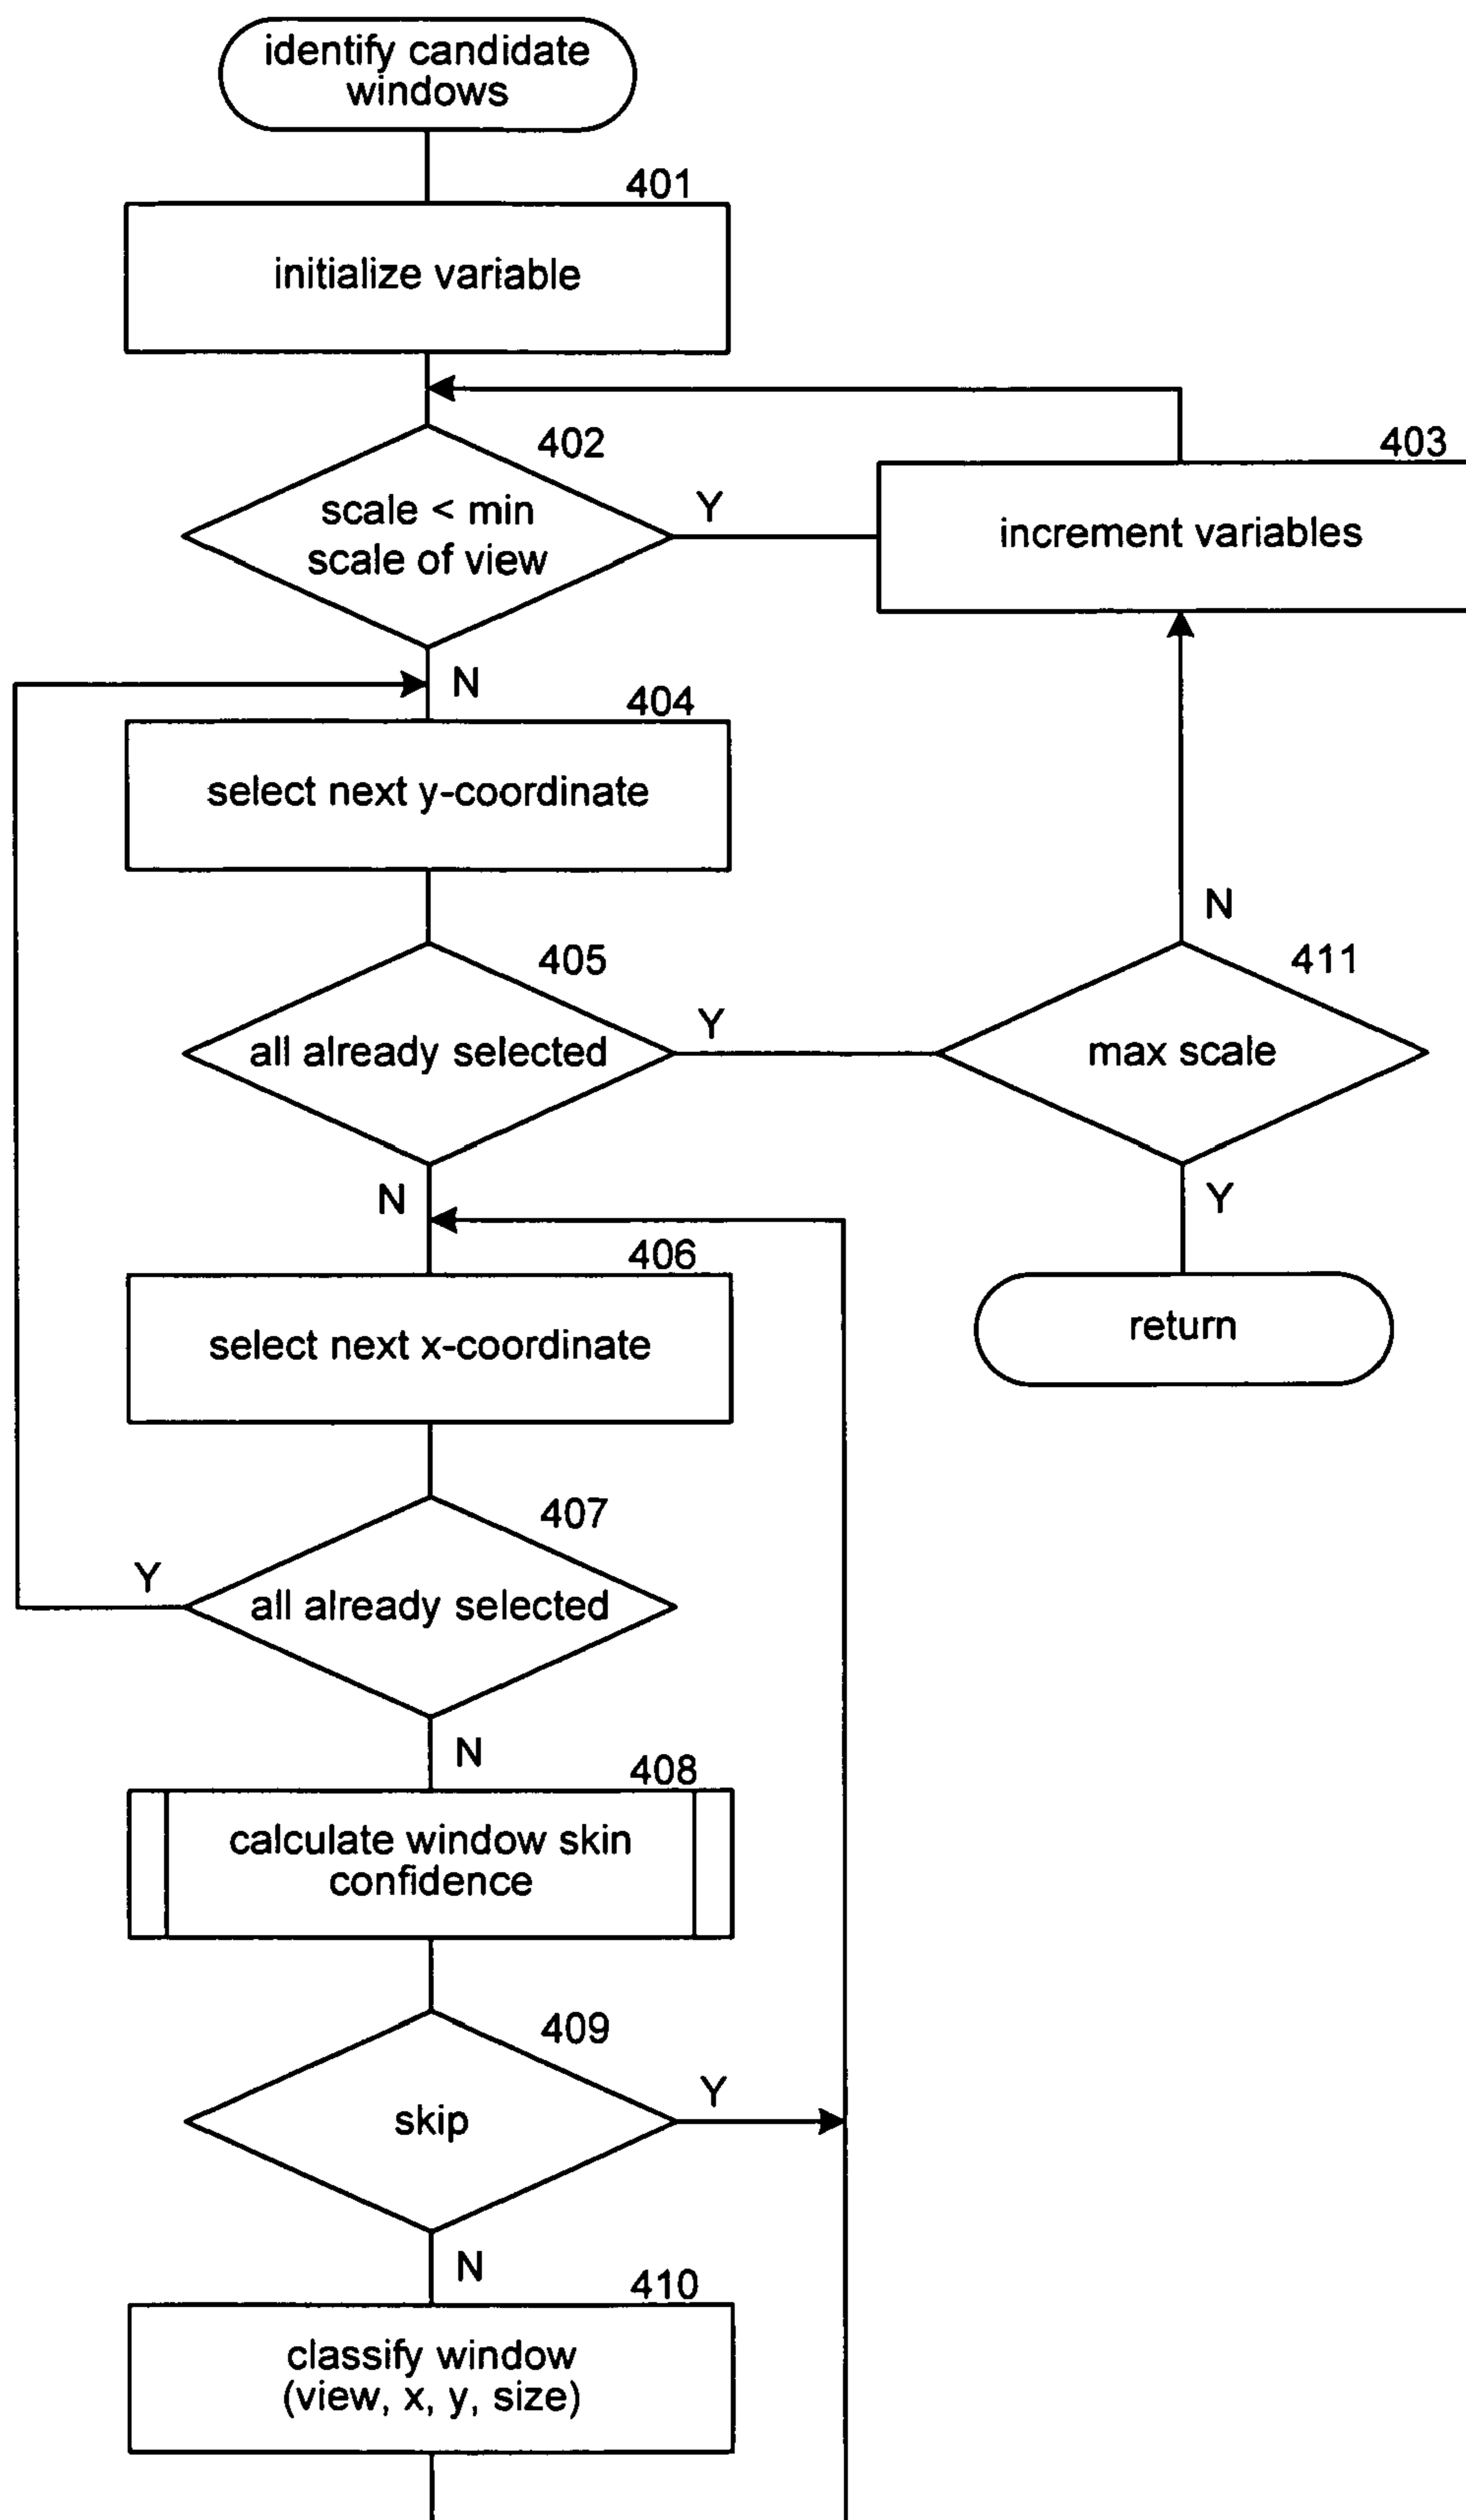 identify candidate
windows
401
initialize variable
402
scale < min
scale of view
Y
403
increment variables
N
404
select next y-coordinate
405
all already selected
Y
N
411
max scale
N
Y
406
select next x-coordinate
return
407
all already selected
Y
N
408
calculate window skin
confidence
409
skip
Y
N
410
classify window
(view, x, y, size)